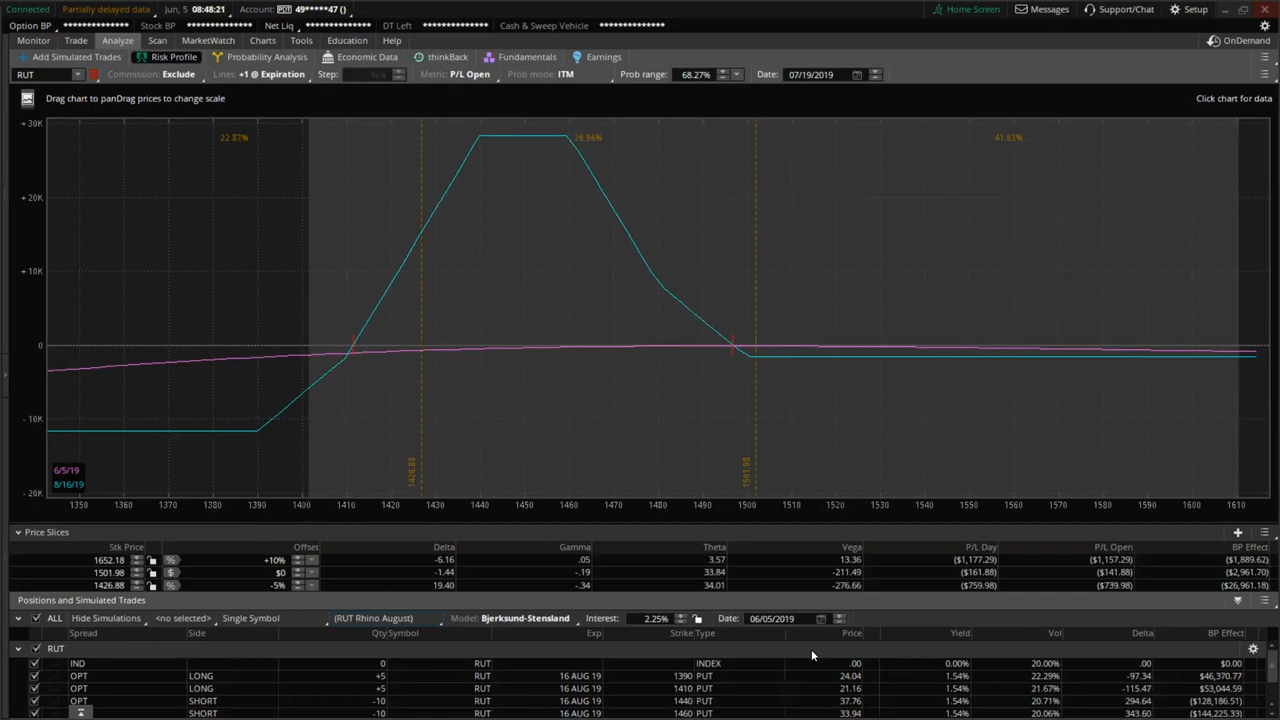 Connected Partially delayed data Jun, 5 08:48:21 Account: PDT 49*****47 () Home Screen Messages Support/Chat Setup
Option BP ************** Stock BP ************** Net Liq ************** DT Left Cash & Sweep Vehicle **************
Monitor Trade Analyze Scan MarketWatch Charts Tools Education Help OnDemand
Add Simulated Trades Risk Profile Probability Analysis Economic Data thinkBack Fundamentals Earnings
RUT Commission: Exclude Lines: +1 @ Expiration Step: N/A Metric: P/L Open Prob mode: ITM Prob range: 68.27% Date: 07/19/2019
Drag chart to panDrag prices to change scale Click chart for data
+30K 22.87% 26.96% 41.61%
+20K
+10K
0
-10K
1426.88 1501.98
6/5/19
8/16/19
-20K
1350 1360 1370 1380 1390 1400 1410 1420 1430 1440 1450 1460 1470 1480 1490 1500 1510 1520 1530 1540 1550 1560 1570 1580 1590 1600 1610
Price Slices
Stk Price Offset Delta Gamma Theta Vega P/L Day P/L Open BP Effect
1652.18 % +10% -6.16 .05 3.57 13.36 ($1,177.29) ($1,157.29) ($1,889.62)
1501.98 $ $0 -1.44 -.19 33.84 -211.49 ($161.88) ($141.88) ($2,961.70)
1426.88 % -5% 19.40 -.34 34.01 -276.66 ($759.98) ($739.98) ($26,961.18)
Positions and Simulated Trades
ALL Hide Simulations <no selected> Single Symbol (RUT Rhino August) Model: Bjerksund-Stensland Interest: 2.25% Date: 06/05/2019
Spread Side Qty Symbol Exp Strike Type Price Yield Vol Delta BP Effect
RUT
IND 0 RUT INDEX .00 0.00% 20.00% .00 $0.00
OPT LONG +5 RUT 16 AUG 19 1390 PUT 24.04 1.54% 22.29% -97.34 $46,370.77
OPT LONG +5 RUT 16 AUG 19 1410 PUT 21.16 1.54% 21.67% -115.47 $53,044.59
OPT SHORT -10 RUT 16 AUG 19 1440 PUT 37.76 1.54% 20.71% 294.64 ($128,186.51)
SHORT -10 RUT 16 AUG 19 1460 PUT 33.94 1.54% 20.06% 343.60 ($144,225.33)